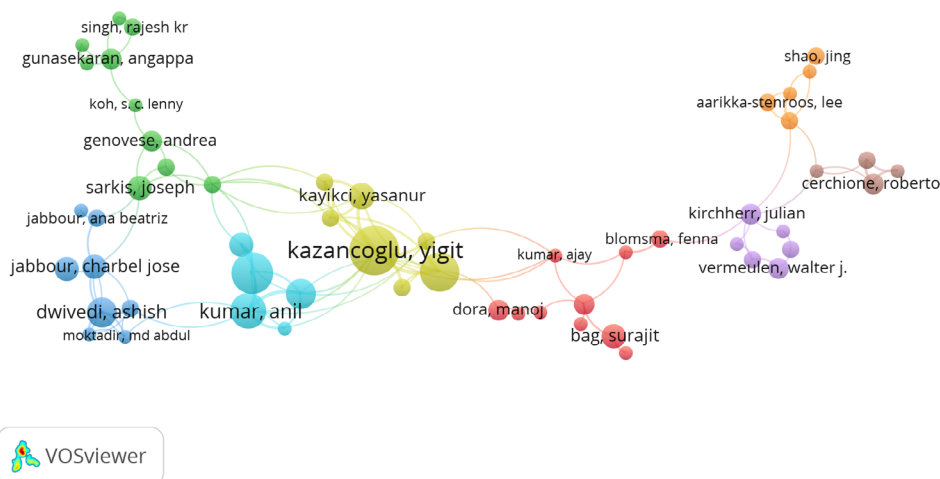 singh, rajesh kr
gunasekaran, angappa
koh, s. c. lenny
genovese, andrea
sarkis, joseph
jabbour, ana beatriz
jabbour, charbel jose
dwivedi, ashish
moktadir, md abdul
kumar, anil
kayikci, yasanur
kazancoglu, yigit
kumar, ajay
dora, manoj
bag, surajit
blomsma, fenna
kirchherr, julian
vermeulen, walter j.
shao, jing
aarikka-stenroos, lee
cerchione, roberto
VOSviewer